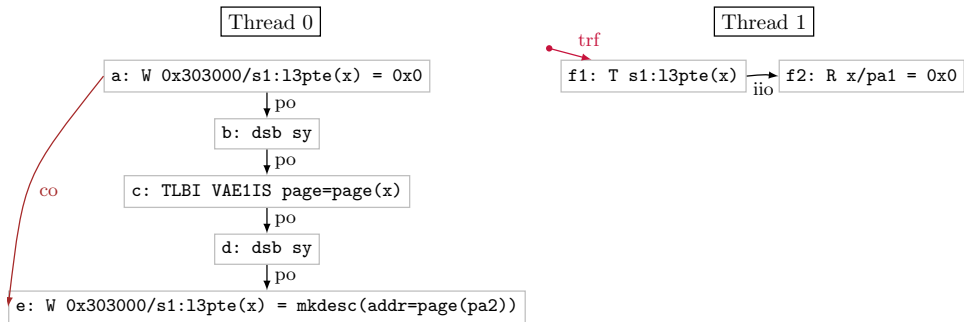 Thread 0
Thread 1
trf
a: W 0x303000/s1:l3pte(x) = 0x0
f1: T s1:l3pte(x)
iio
f2: R x/pa1 = 0x0
po
b: dsb sy
po
co
c: TLBI VAE1IS page=page(x)
po
d: dsb sy
po
e: W 0x303000/s1:l3pte(x) = mkdesc(addr=page(pa2))